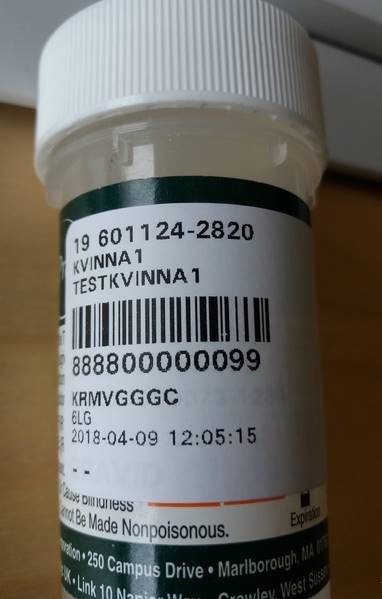 19 601124-2820
KVINNA1
TESTKVINNA1
888800000099
KRMVGGGC
6LG
2018-04-09 12:05:15
- -
Cause Blindness
Cannot Be Made Nonpoisonous.
Expiration
• 250 Campus Drive • Marlborough, MA
UK • Link 10 Napier Way Crawley, West